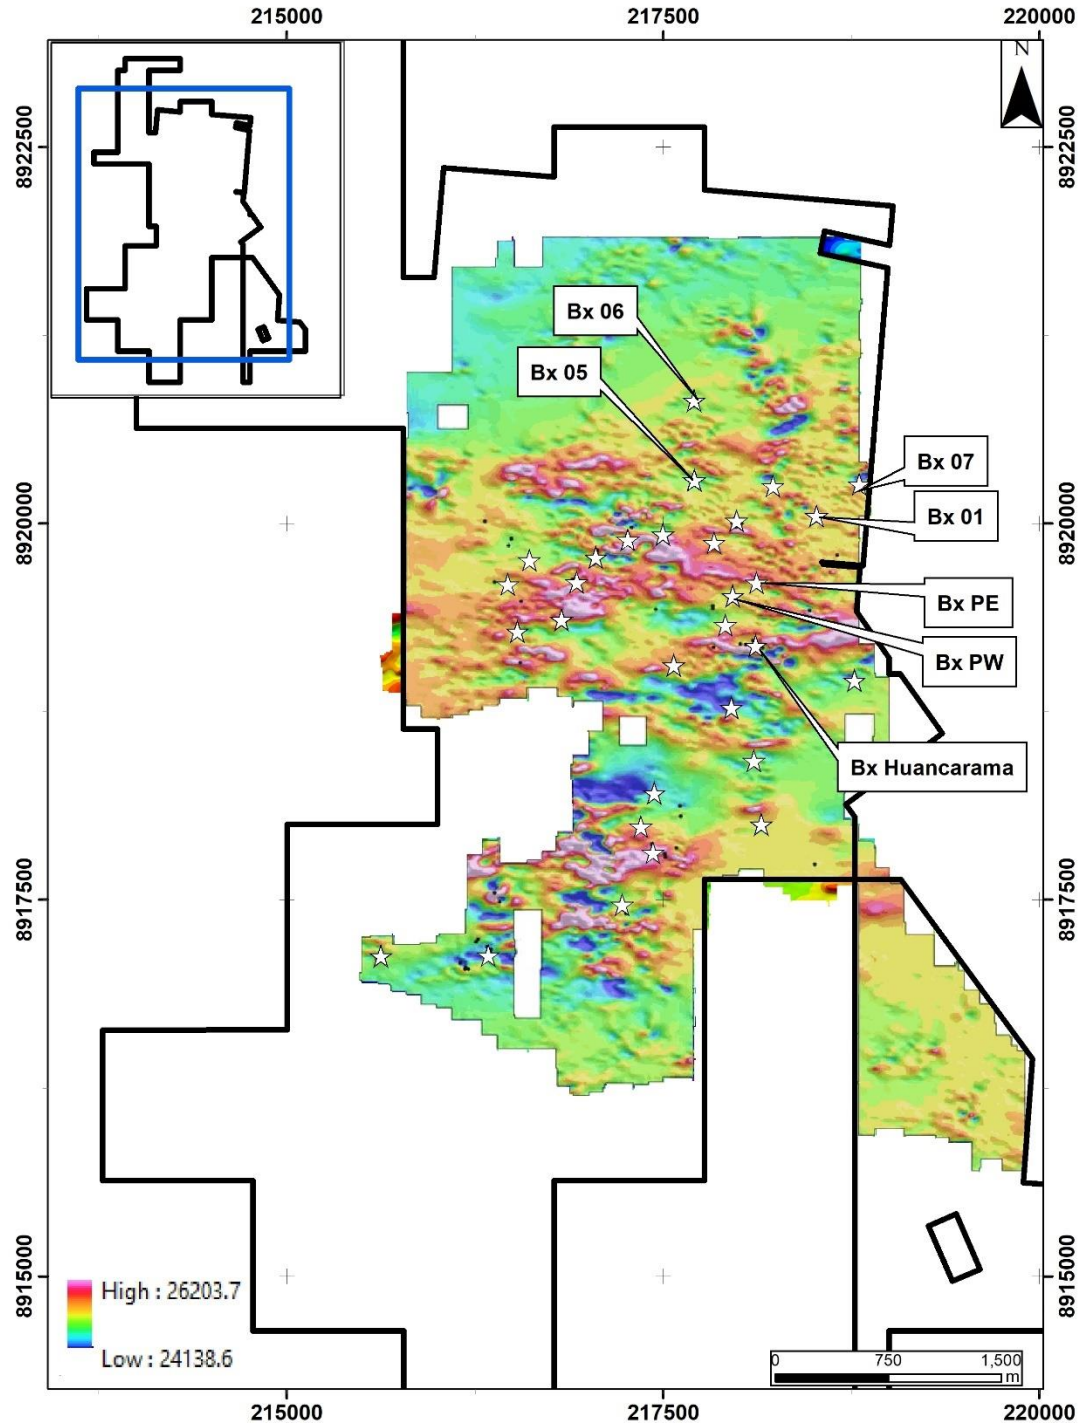 215000
217500
220000
N
8922500
8922500
Bx 06
Bx 05
Bx 07
Bx 01
8920000
8920000
Bx PE
Bx PW
Bx Huancarama
8917500
8917500
8915000
8915000
High : 26203.7
Low : 24138.6
0 750 1,500
m
215000
217500
220000